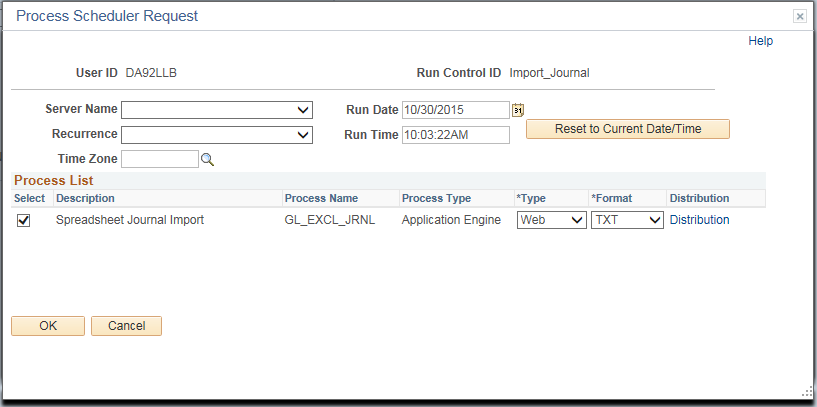 Process Scheduler Request
Help
User ID DA92LLB Run Control ID Import_Journal
Server Name Run Date 10/30/2015 31
Recurrence Run Time 10:03:22AM Reset to Current Date/Time
Time Zone
Process List
Select Description Process Name Process Type *Type *Format Distribution
Spreadsheet Journal Import GL_EXCL_JRNL Application Engine Web TXT Distribution
OK Cancel